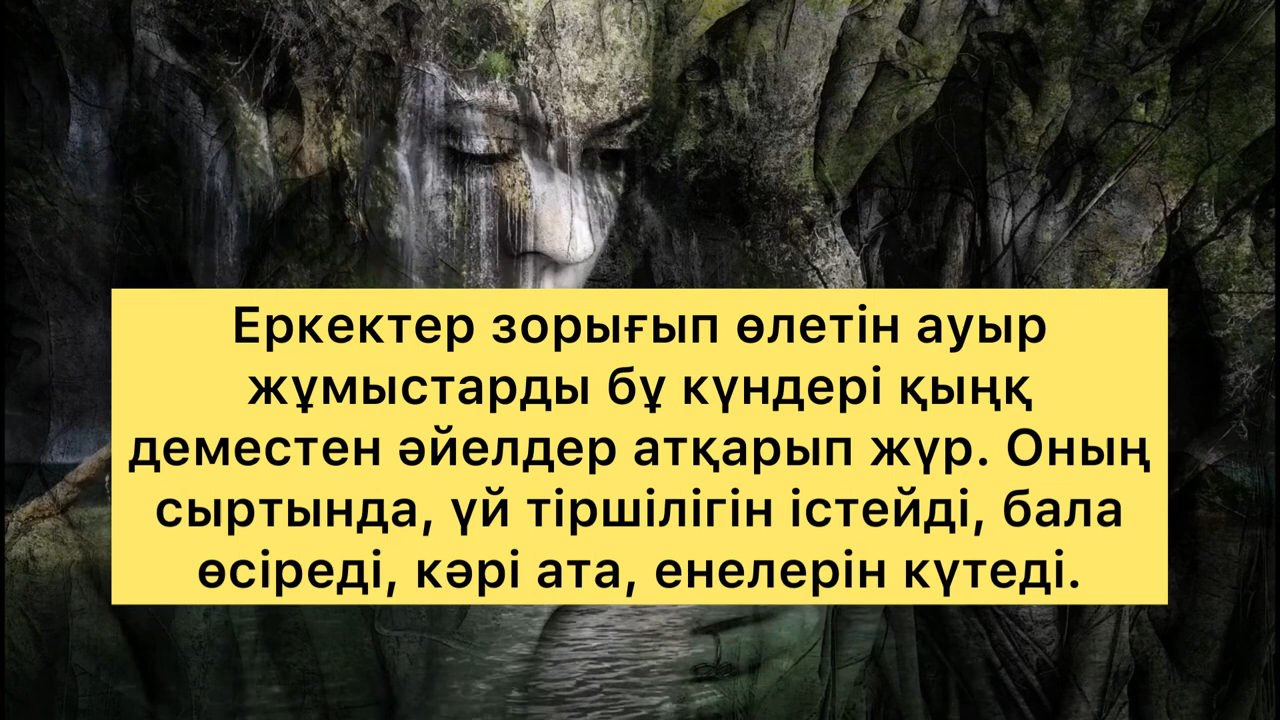 Еркектер зорығып өлетін ауыр
жұмыстарды бұ күндері қыңқ
деместен әйелдер атқарып жүр. Оның
сыртында, үй тіршілігін істейді, бала
өсіреді, кәрі ата, енелерін күтеді.